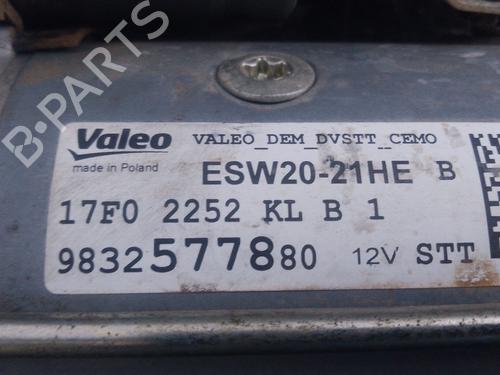 B-PARTS
Valeo VALEO_DEM_DVSTT_CEMO
made in Poland ESW20-21HE B
17F0 2252 KL B 1
9832577880 12V STT